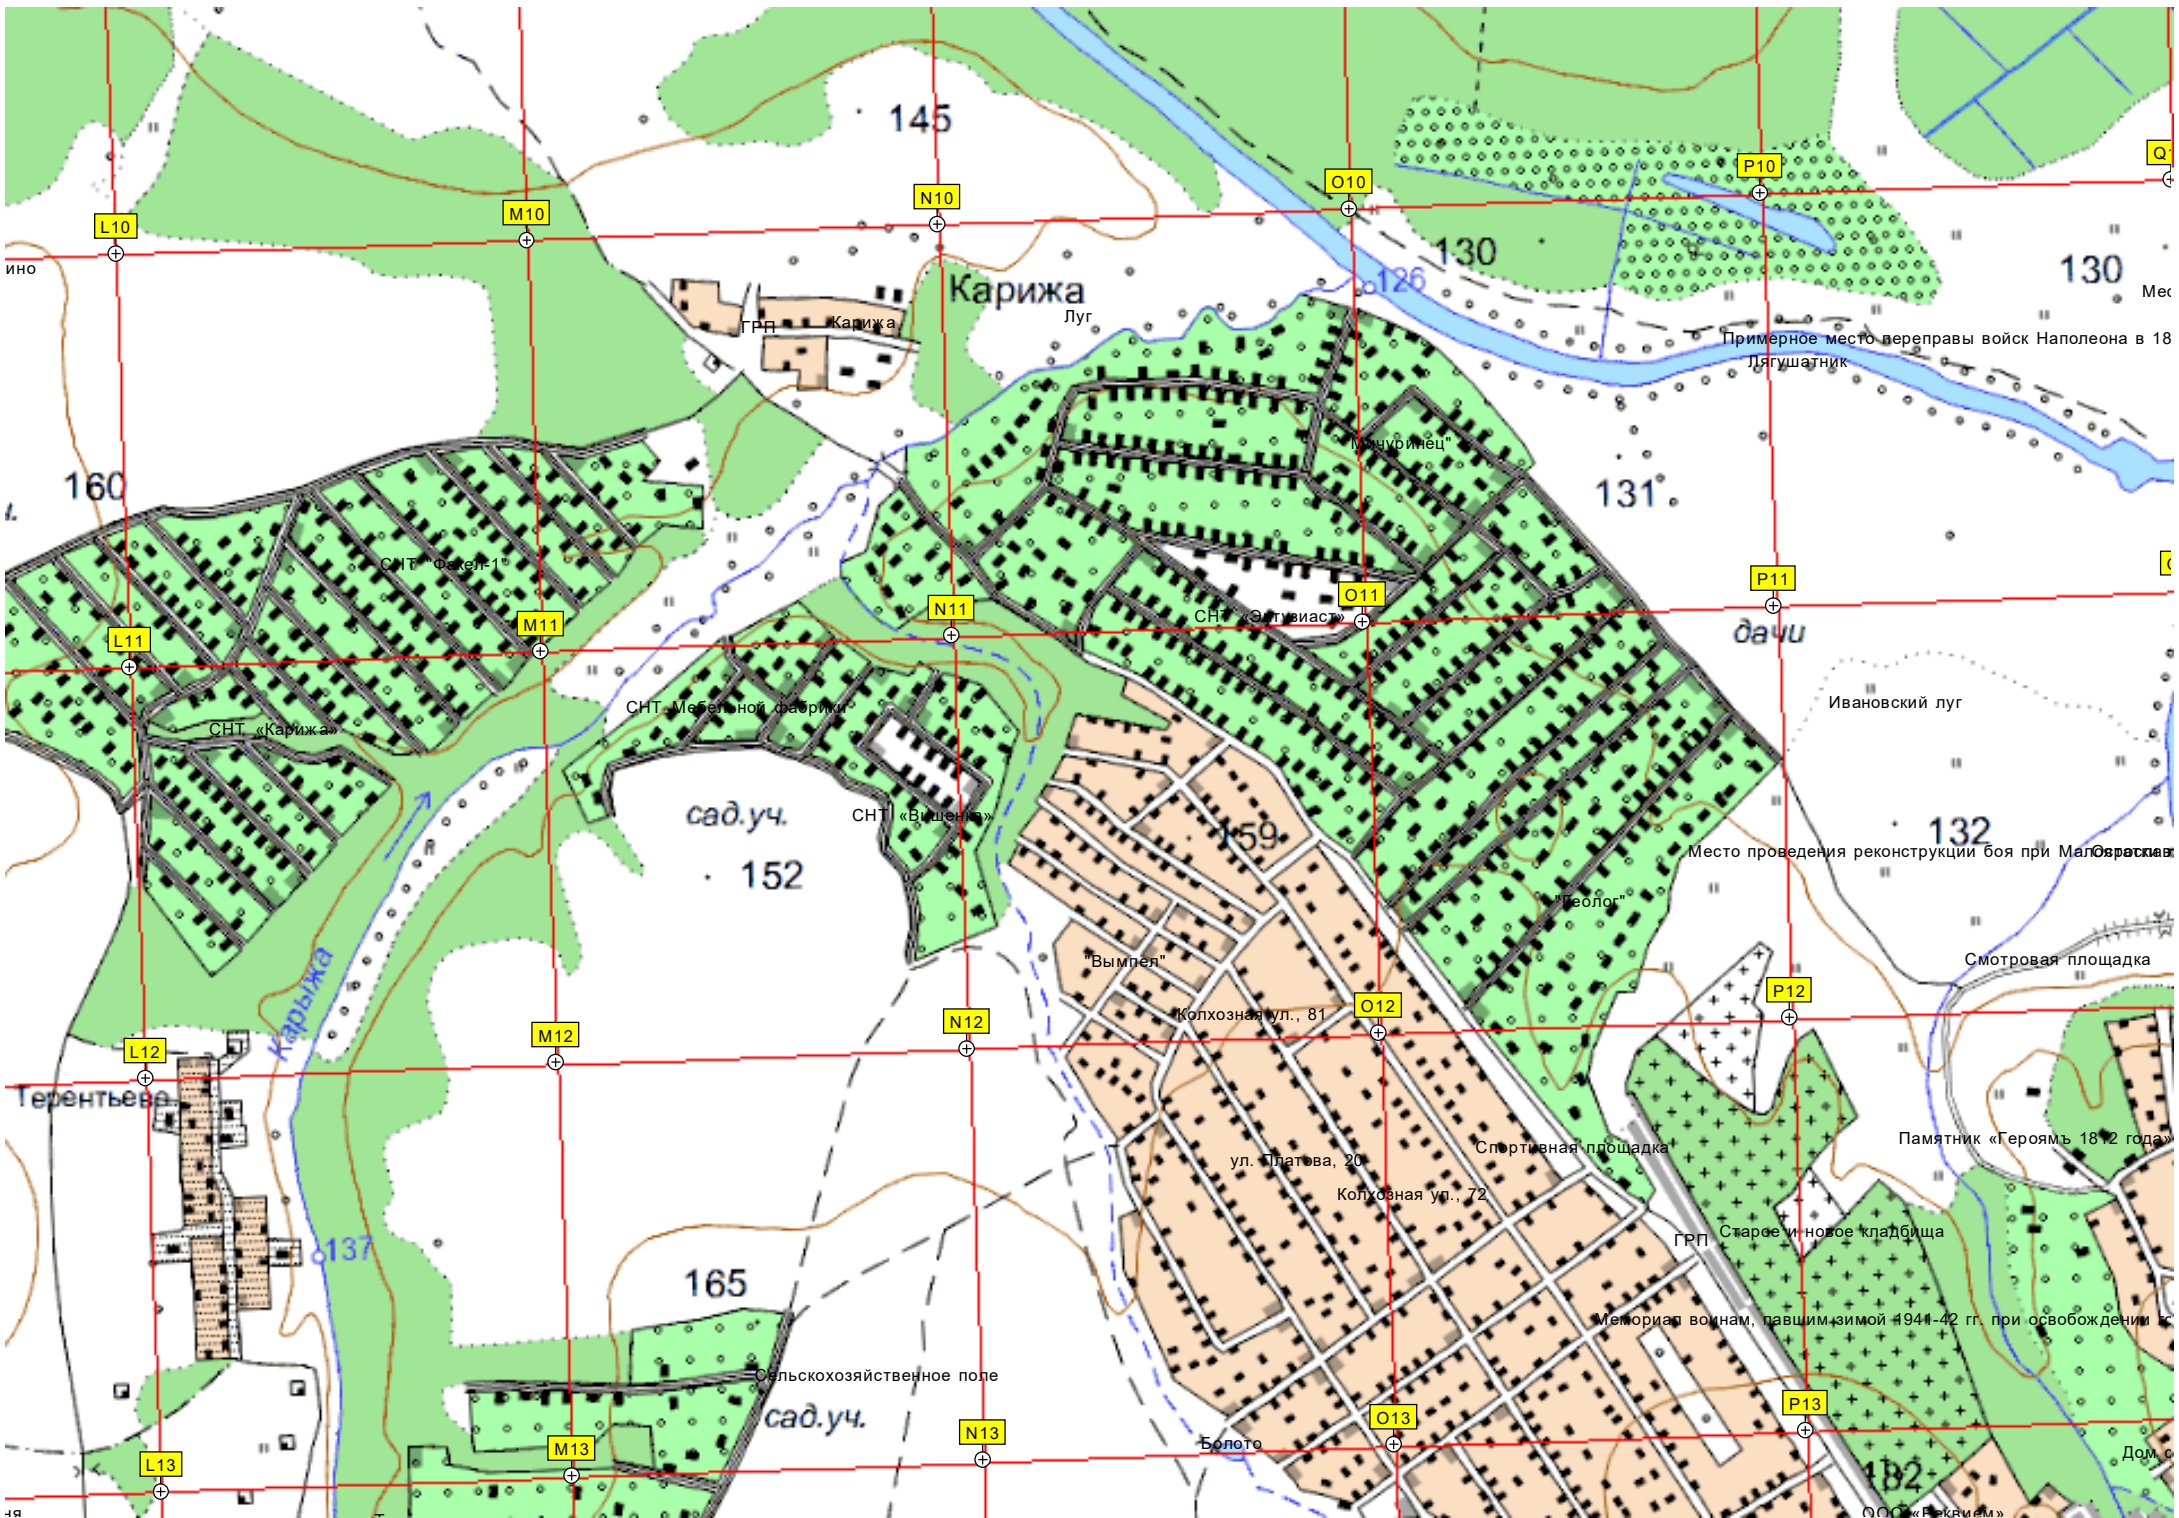 145
P10
O10
N10
M10
L10
130
130
126
ино
Карижа
Луг
ГРП
Карижа
Примерное место переправы войск Наполеона в 18
Лягушатник
"Мичуринец"
160
131
СНТ "Факел-1"
P11
O11
N11
M11
L11
СНТ «Энтузиаст»
дачи
Ивановский луг
СНТ Мебельной фабрики
СНТ «Карижа»
сад.уч.
СНТ «Вишенка»
159
132
Место проведения реконструкции боя при
152
"Геолог"
"Вымпел"
Смотровая площадка
Карыжа
P12
O12
N12
M12
L12
Колхозная ул., 81
Терентьево
Памятник «Героямъ 1812 года»
Спортивная площадка
ул. Платова, 20
Колхозная ул., 72
Старое и новое кладбища
ГРП
137
165
Мемориал воинам, павшим зимой 1941-42 гг. при освобождении
Сельскохозяйственное поле
сад.уч.
P13
O13
N13
M13
L13
Болото
Дом
182
ООО «Реквием»